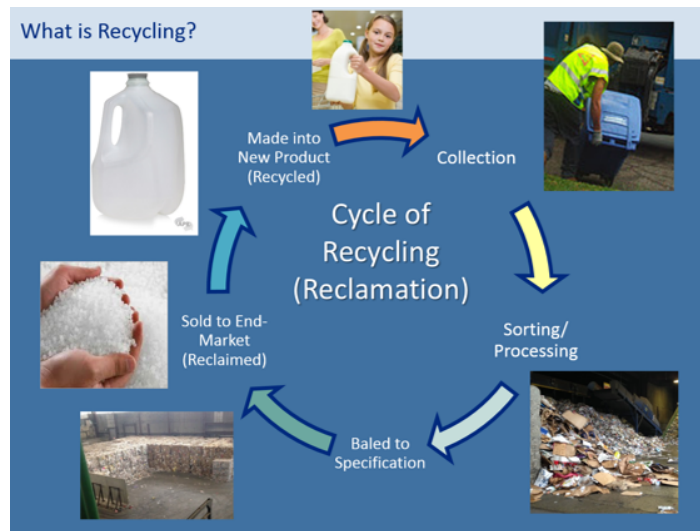 What is Recycling?
Made into
New Product
(Recycled)
Collection
Cycle of
Recycling
(Reclamation)
Sorting/
Processing
Sold to End-
Market
(Reclaimed)
Baled to
Specification